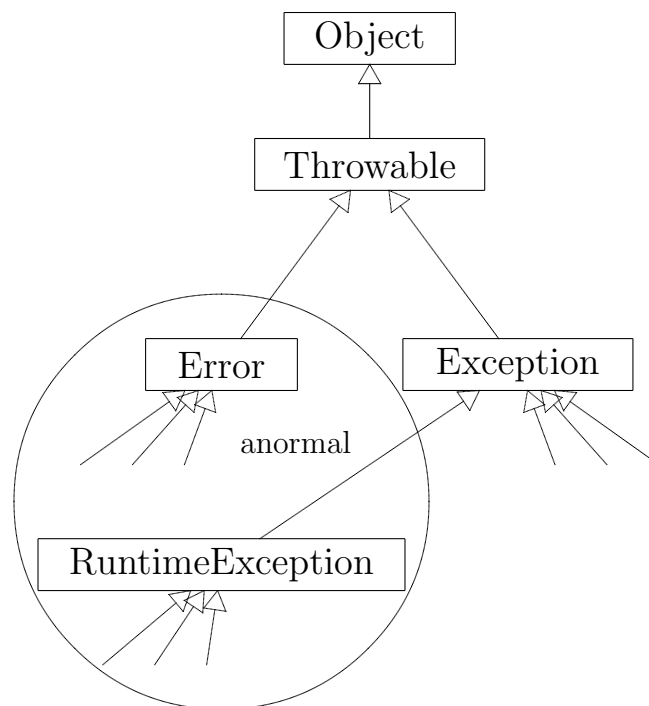 Object
Throwable
Error
Exception
anormal
RuntimeException